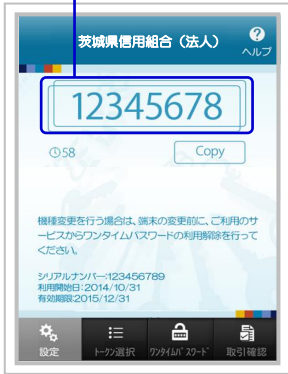 茨城県信用組合（法人）
?
ヘルプ
12345678
58
Copy
機種変更を行う場合は、端末の変更前に、ご利用のサ
ービスからワンタイムパスワードの利用解除を行って
ください。
シリアルナンバー:123456789
利用開始日:2014/10/31
有効期限:2015/12/31
設定
トークン選択
ワンタイムパスワード
取引確認